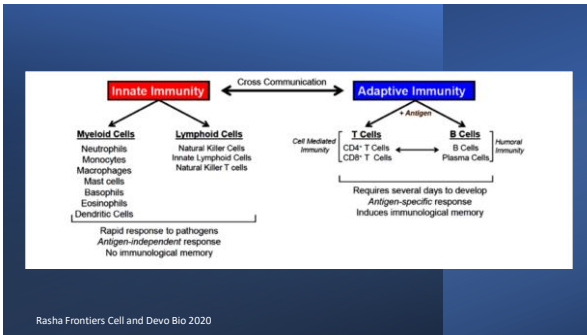 Innate Immunity
Cross Communication
Adaptive Immunity
+ Antigen
Myeloid Cells
Neutrophils
Monocytes
Macrophages
Mast cells
Basophils
Eosinophils
Dendritic Cells
Lymphoid Cells
Natural Killer Cells
Innate Lymphoid Cells
Natural Killer T cells
Rapid response to pathogens
Antigen-independent response
No immunological memory
Cell Mediated
Immunity
T Cells
CD4+ T Cells
CD8+ T Cells
B Cells
B Cells
Plasma Cells
Humoral
Immunity
Requires several days to develop
Antigen-specific response
Induces immunological memory
Rasha Frontiers Cell and Devo Bio 2020